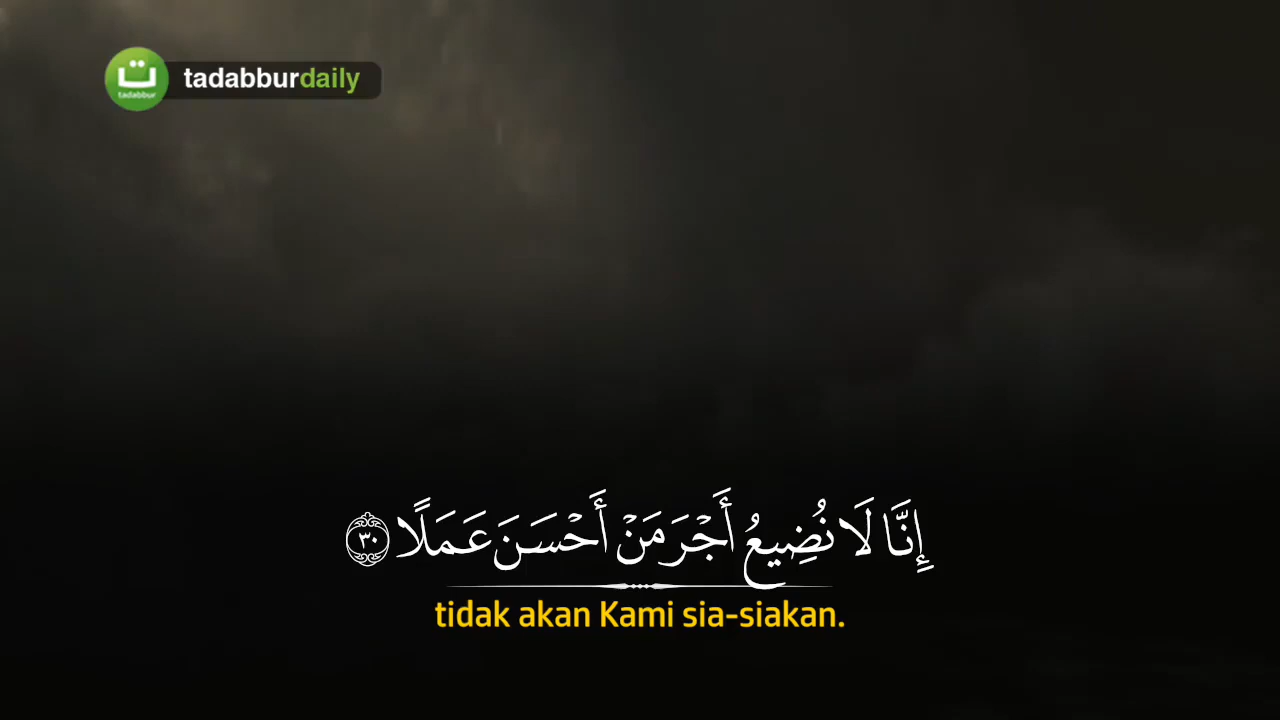 ت
tadabbur
tadabburdaily
إِنَّا لَا نُضِيعُ أَجْرَ مَنْ أَحْسَنَ عَمَلًا ٣٠
tidak akan Kami sia-siakan.